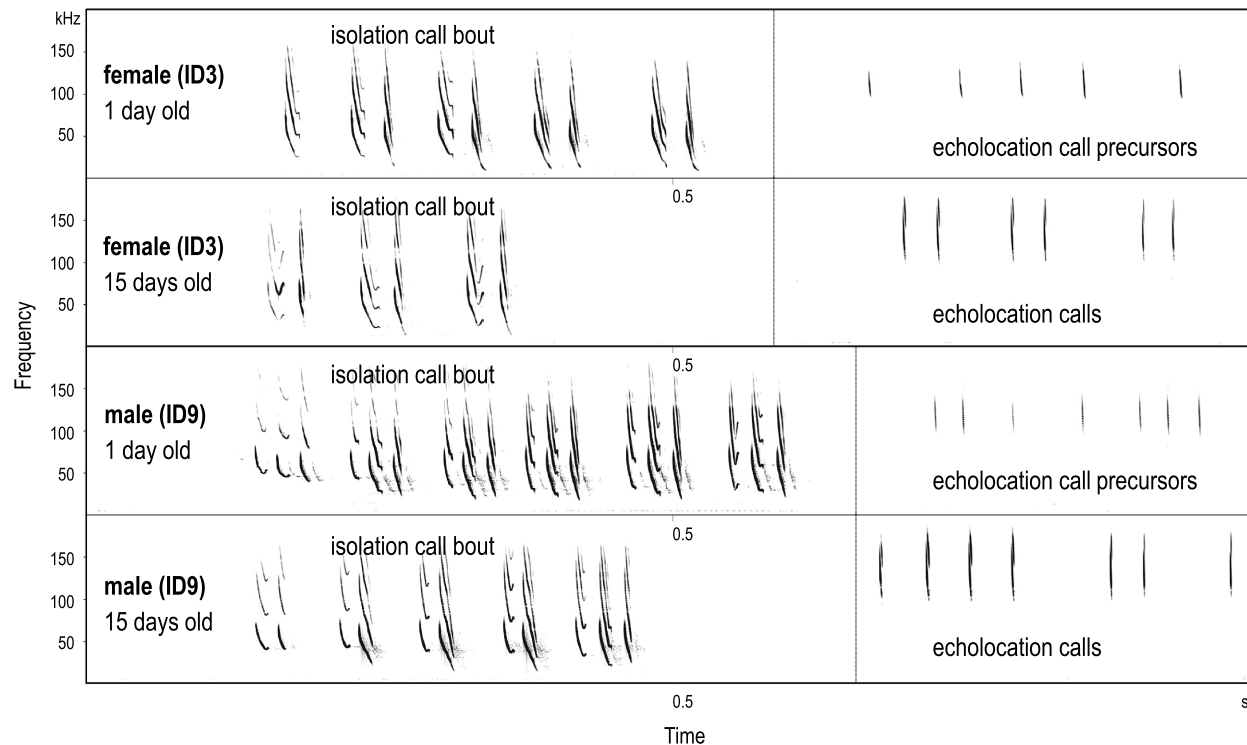 kHz
isolation call bout
150
female (ID3)
100
1 day old
50
echolocation call precursors
0.5
isolation call bout
150
female (ID3)
100
15 days old
50
echolocation calls
Frequency
0.5
isolation call bout
150
male (ID9)
100
1 day old
50
echolocation call precursors
0.5
isolation call bout
150
male (ID9)
100
15 days old
50
echolocation calls
0.5
s
Time